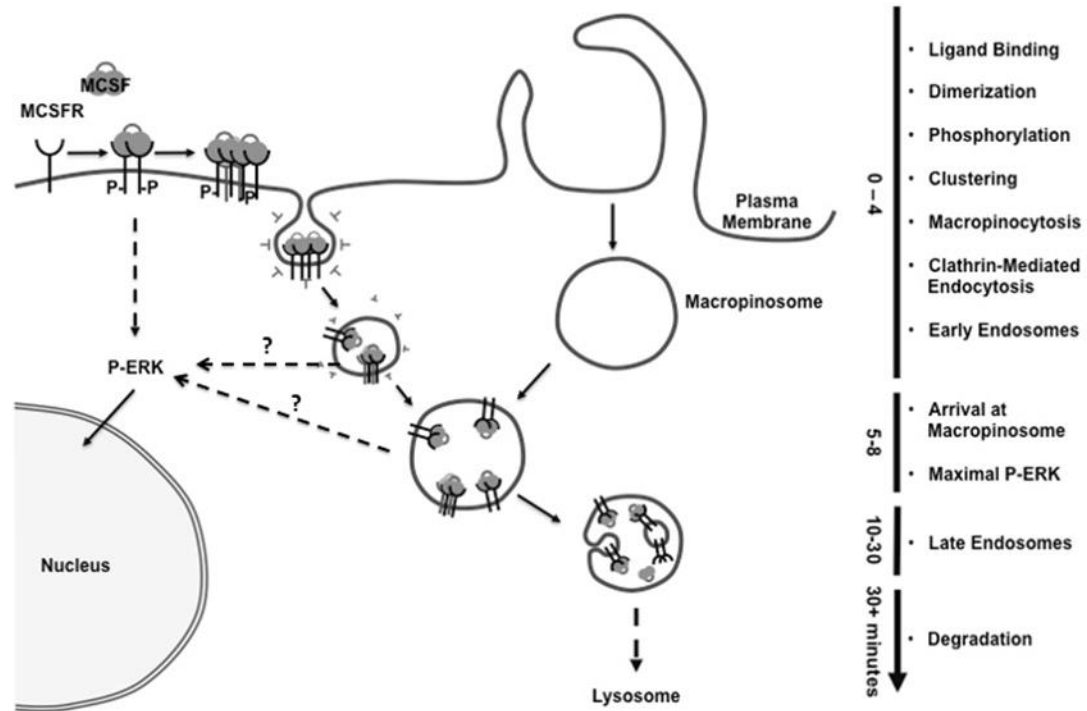 MCSF
MCSFR
P- -P
P- P
Plasma
Membrane
Macropinosome
?
P-ERK
?
Nucleus
Lysosome
0 – 4
• Ligand Binding
• Dimerization
• Phosphorylation
• Clustering
• Macropinocytosis
• Clathrin-Mediated
Endocytosis
• Early Endosomes
5-8
• Arrival at
Macropinosome
• Maximal P-ERK
10-30
• Late Endosomes
30+ minutes
• Degradation